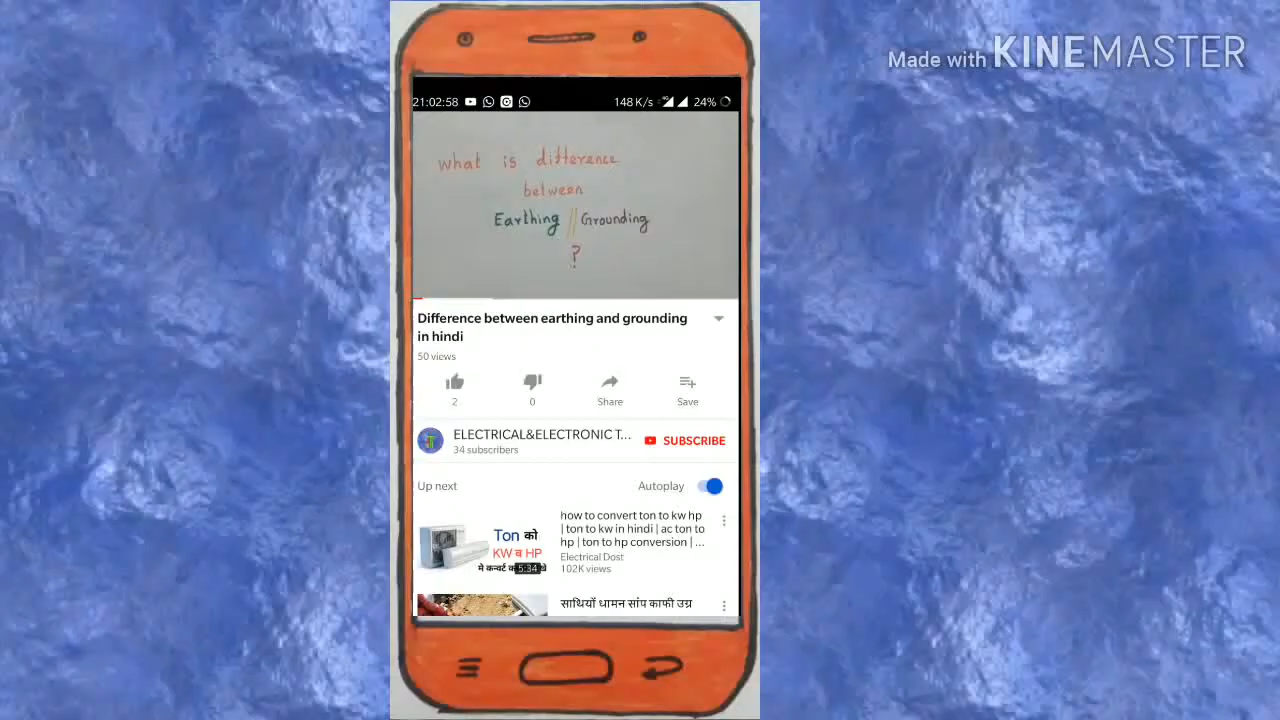 Made with KINEMASTER
21:02:58 148 K/s 4G 24%
what is difference
between
Earthing || Grounding
?
Difference between earthing and grounding
in hindi
50 views
2 0 Share Save
ELECTRICAL&ELECTRONIC T...
SUBSCRIBE
34 subscribers
Up next Autoplay
Ton को
KW व HP
मे कन्वर्ट
5:34
how to convert ton to kw hp
| ton to kw in hindi | ac ton to
hp | ton to hp conversion | ...
Electrical Dost
102K views
साथियों धामन सांप काफी उग्र